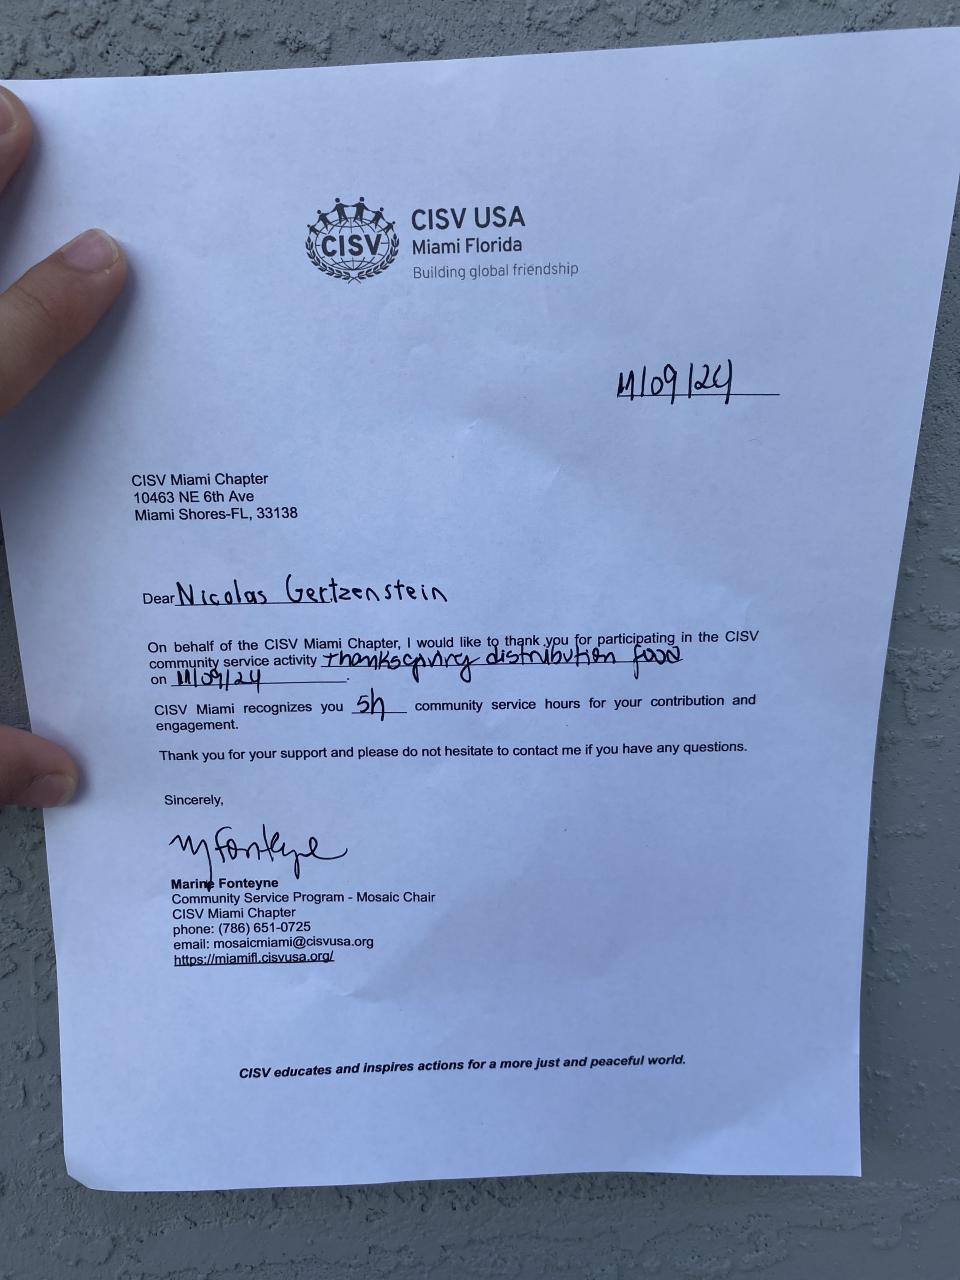 CISV
CISV USA
Miami Florida
Building global friendship
11/09/24
CISV Miami Chapter
10463 NE 6th Ave
Miami Shores-FL, 33138
Dear Nicolas Gertzenstein
On behalf of the CISV Miami Chapter, I would like to thank you for participating in the CISV
community service activity Thanksgiving distribution food
on 11/09/24.
CISV Miami recognizes you 5h community service hours for your contribution and
engagement.
Thank you for your support and please do not hesitate to contact me if you have any questions.
Sincerely,
MFonteyne
Marine Fonteyne
Community Service Program - Mosaic Chair
CISV Miami Chapter
phone: (786) 651-0725
email: mosaicmiami@cisvusa.org
https://miamifl.cisvusa.org/
CISV educates and inspires actions for a more just and peaceful world.